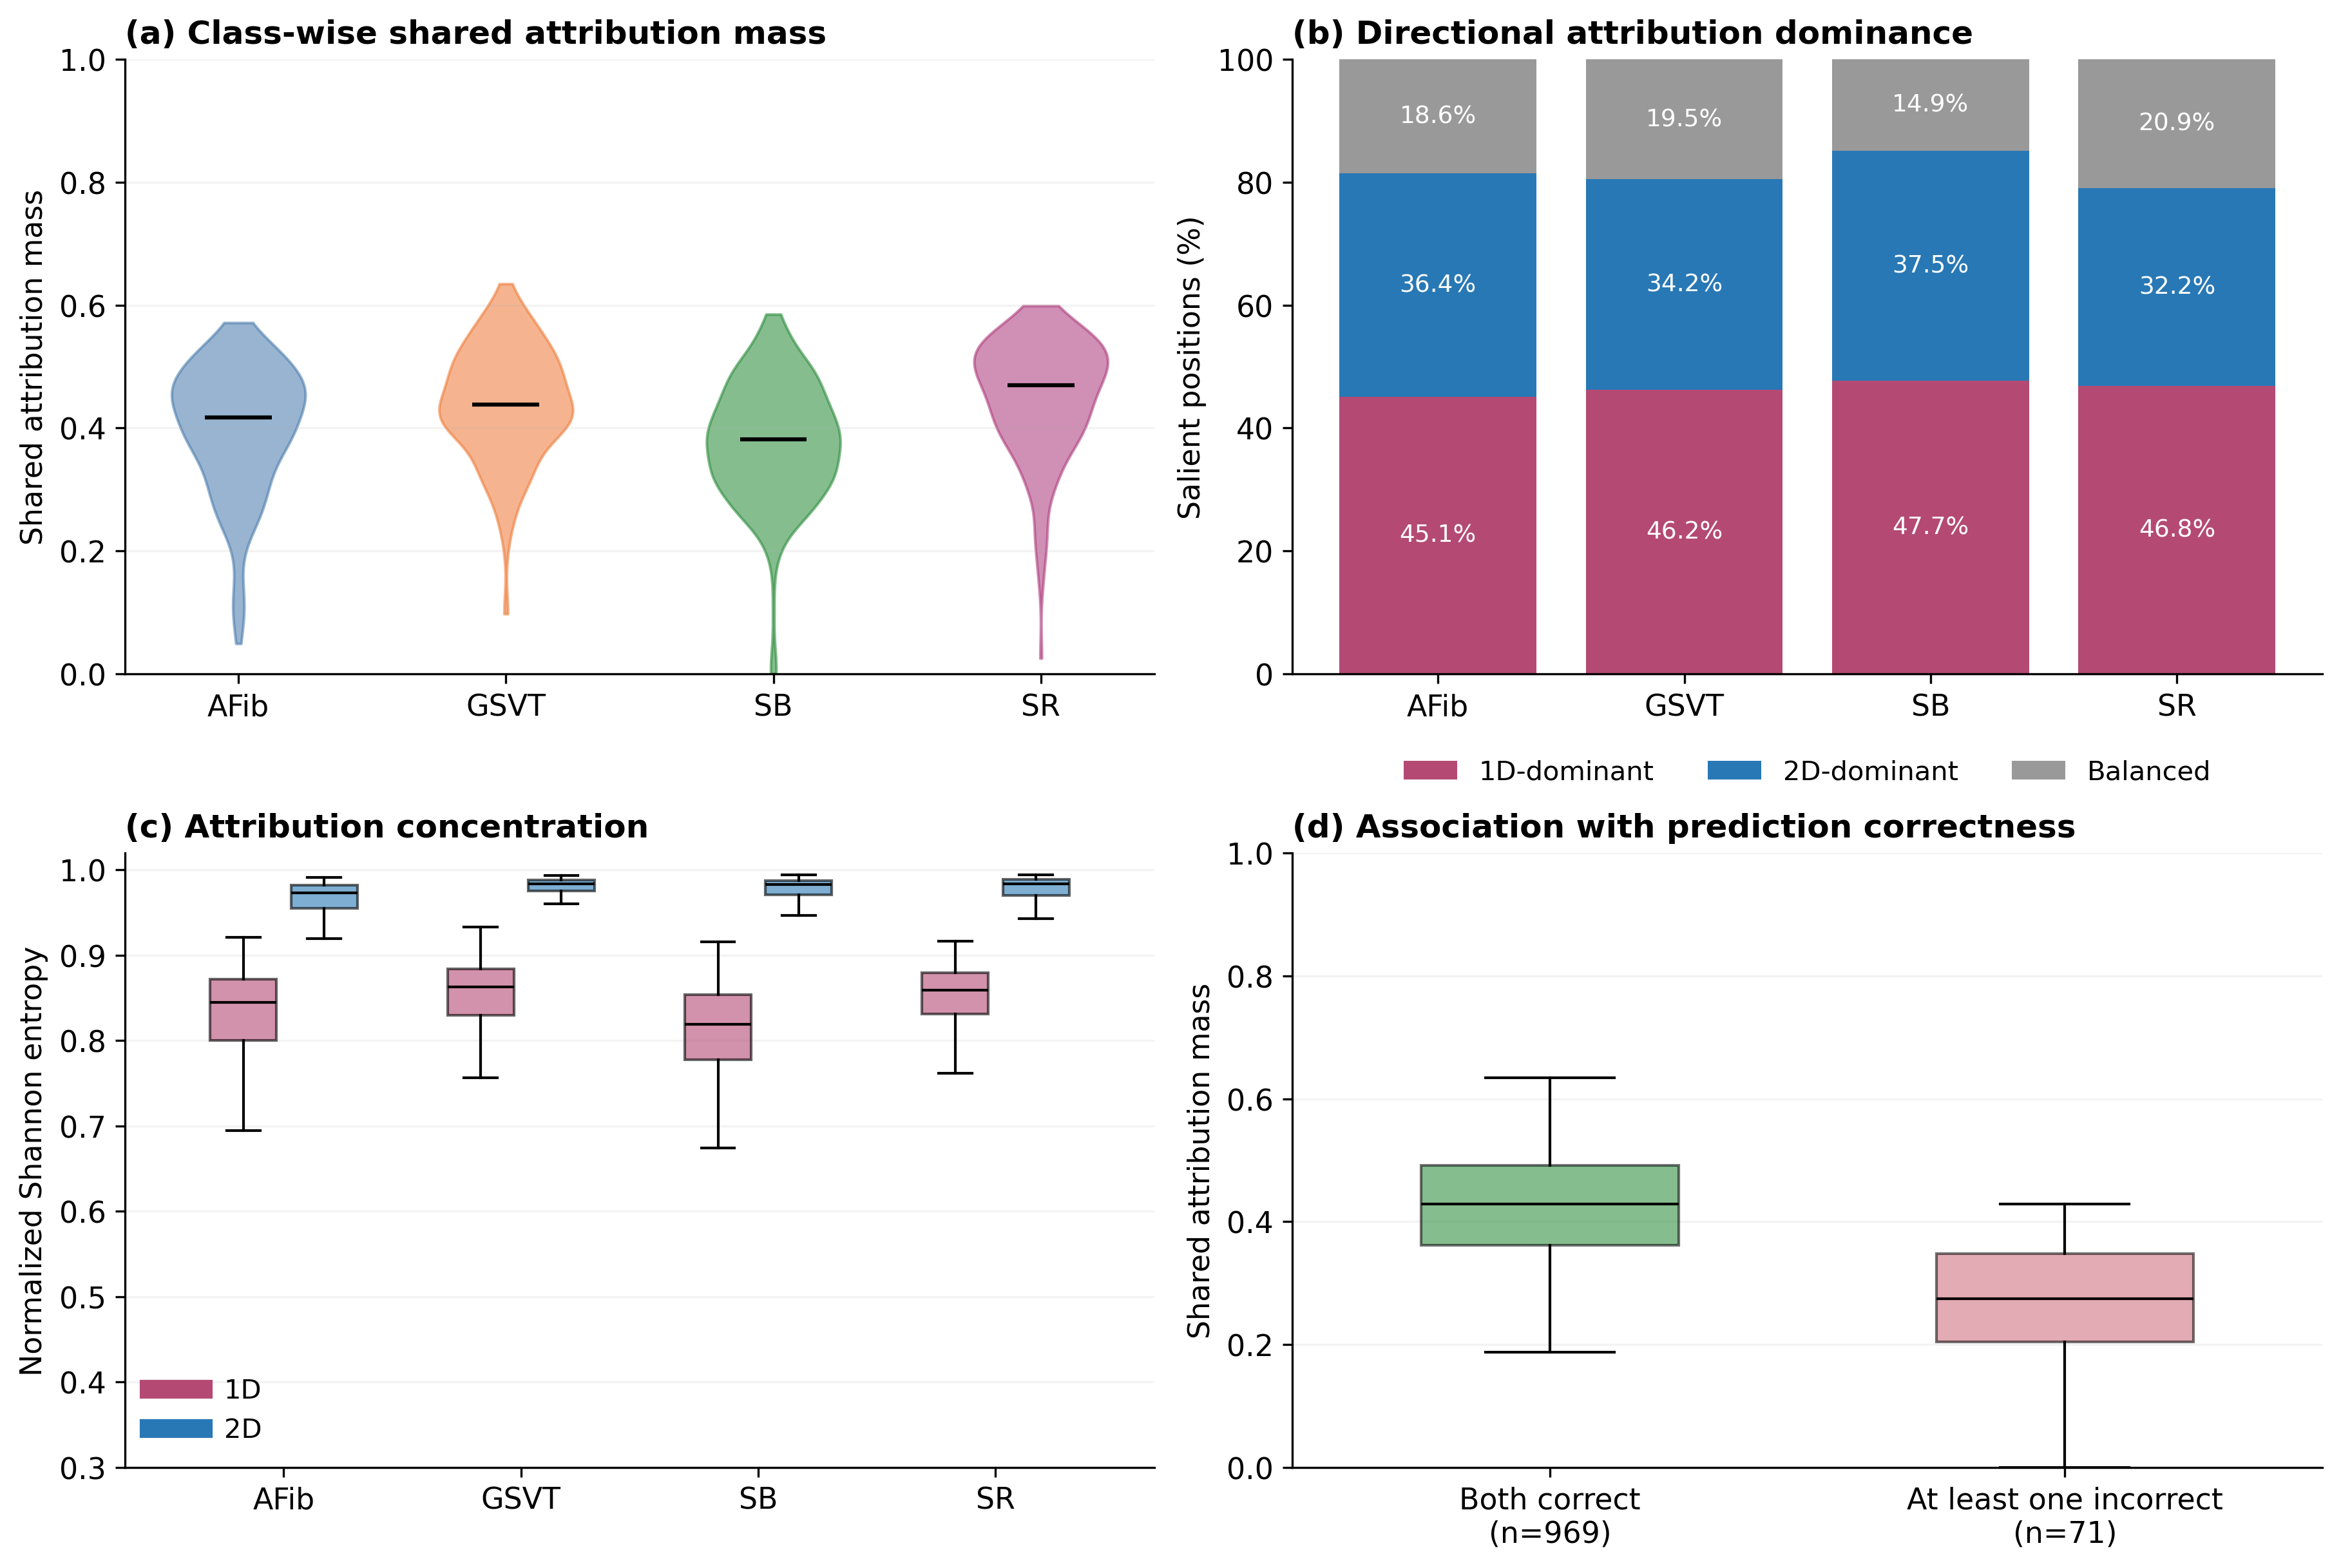 (a) Class-wise shared attribution mass
Shared attribution mass
1.0
0.8
0.6
0.4
0.2
0.0
AFib GSVT SB SR
(b) Directional attribution dominance
Salient positions (%)
100
80
60
40
20
0
18.6% 19.5% 14.9% 20.9%
36.4% 34.2% 37.5% 32.2%
45.1% 46.2% 47.7% 46.8%
AFib GSVT SB SR
1D-dominant 2D-dominant Balanced
(c) Attribution concentration
Normalized Shannon entropy
1.0
0.9
0.8
0.7
0.6
0.5
0.4
0.3
1D
2D
AFib GSVT SB SR
(d) Association with prediction correctness
Shared attribution mass
1.0
0.8
0.6
0.4
0.2
0.0
Both correct At least one incorrect
(n=969) (n=71)